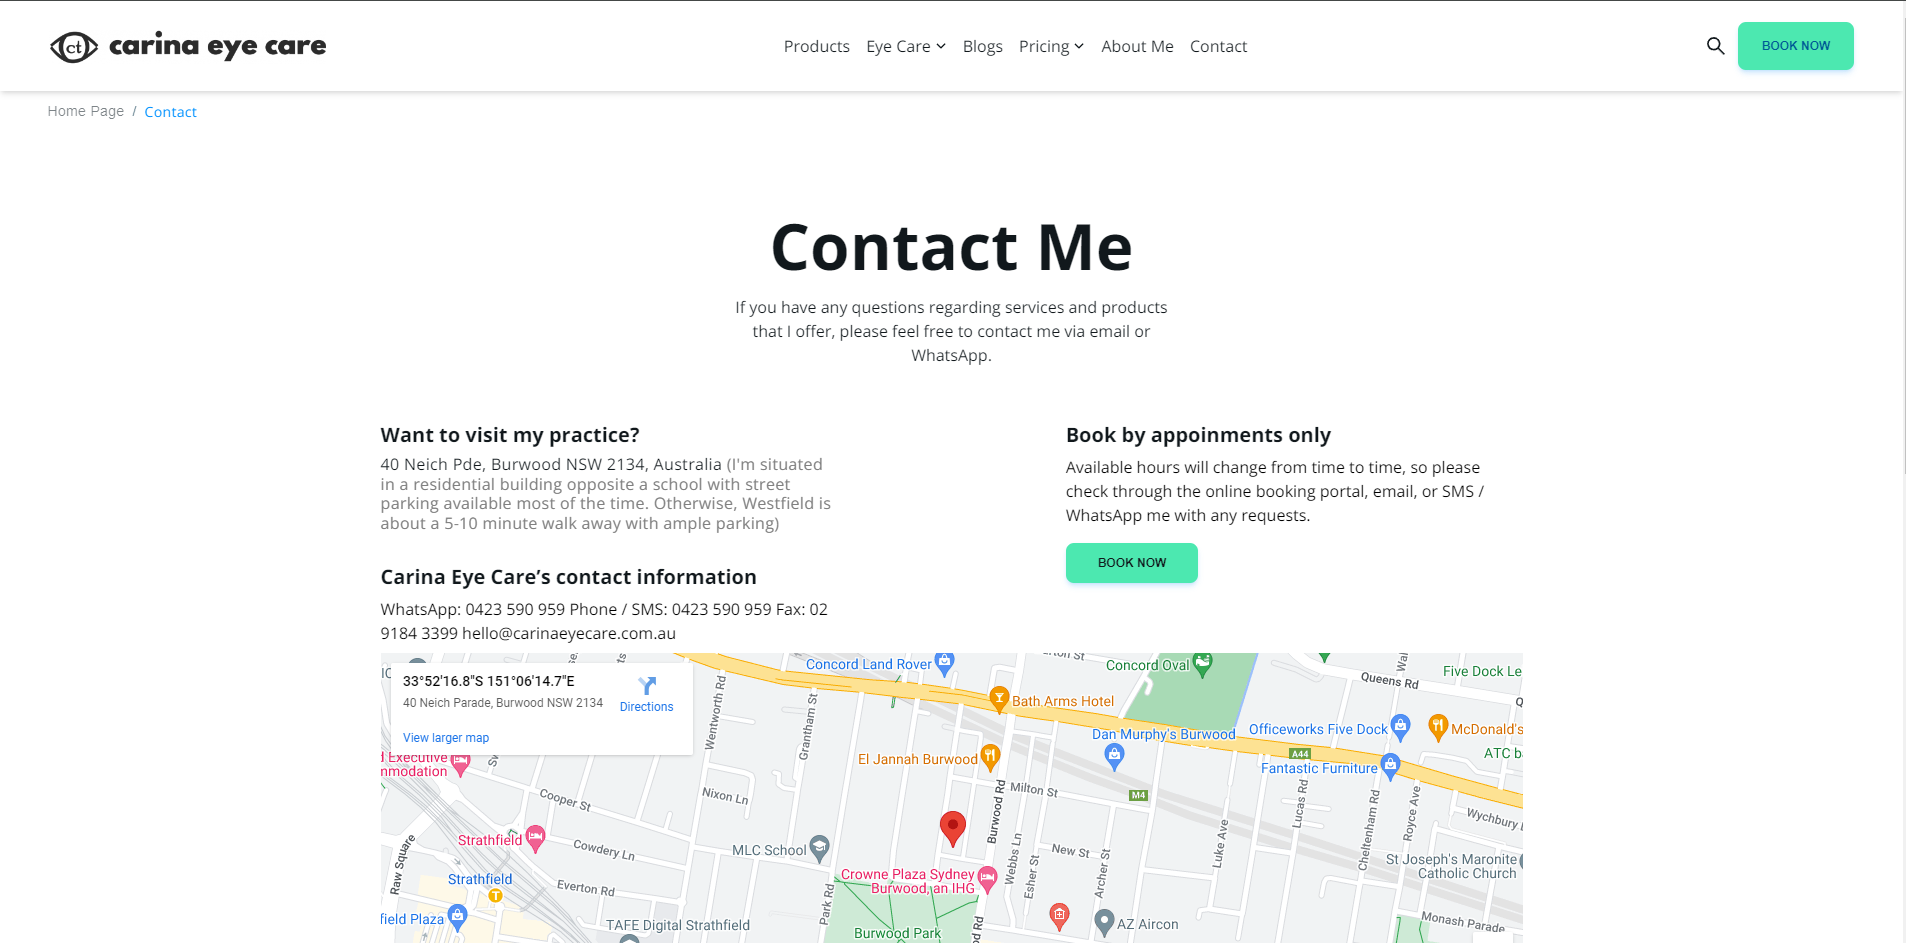 ct carina eye care
Products Eye Care Blogs Pricing About Me Contact
BOOK NOW
Home Page / Contact
Contact Me
If you have any questions regarding services and products
that I offer, please feel free to contact me via email or
WhatsApp.
Want to visit my practice?
40 Neich Pde, Burwood NSW 2134, Australia (I'm situated
in a residential building opposite a school with street
parking available most of the time. Otherwise, Westfield is
about a 5-10 minute walk away with ample parking)
Carina Eye Care’s contact information
WhatsApp: 0423 590 959 Phone / SMS: 0423 590 959 Fax: 02
9184 3399 hello@carinaeyecare.com.au
Book by appoinments only
Available hours will change from time to time, so please
check through the online booking portal, email, or SMS /
WhatsApp me with any requests.
BOOK NOW
33°52'16.8"S 151°06'14.7"E
40 Neich Parade, Burwood NSW 2134
Directions
View larger map
Concord Land Rover
Concord Oval
Five Dock Le
Queens Rd
Bath Arms Hotel
Wentworth Rd
Grantham St
Dan Murphy's Burwood
Officeworks Five Dock
McDonald's
A44
ATC b
El Jannah Burwood
Fantastic Furniture
d Executive
nmodation
Cooper St
Nixon Ln
Milton St
M4
Burwood Rd
Lucas Rd
Cheltenham Rd
Royce Ave
Wychbury
Strathfield
Cowdery Ln
MLC School
Raw Square
Webbs Ln
New St
Esher St
Archer St
Luke Ave
St Joseph's Maronite
Catholic Church
Crowne Plaza Sydney
Burwood, an IHG
Strathfield
T
Everton Rd
Park Rd
field Plaza
TAFE Digital Strathfield
Burwood Park
od Rd
AZ Aircon
Monash Parade